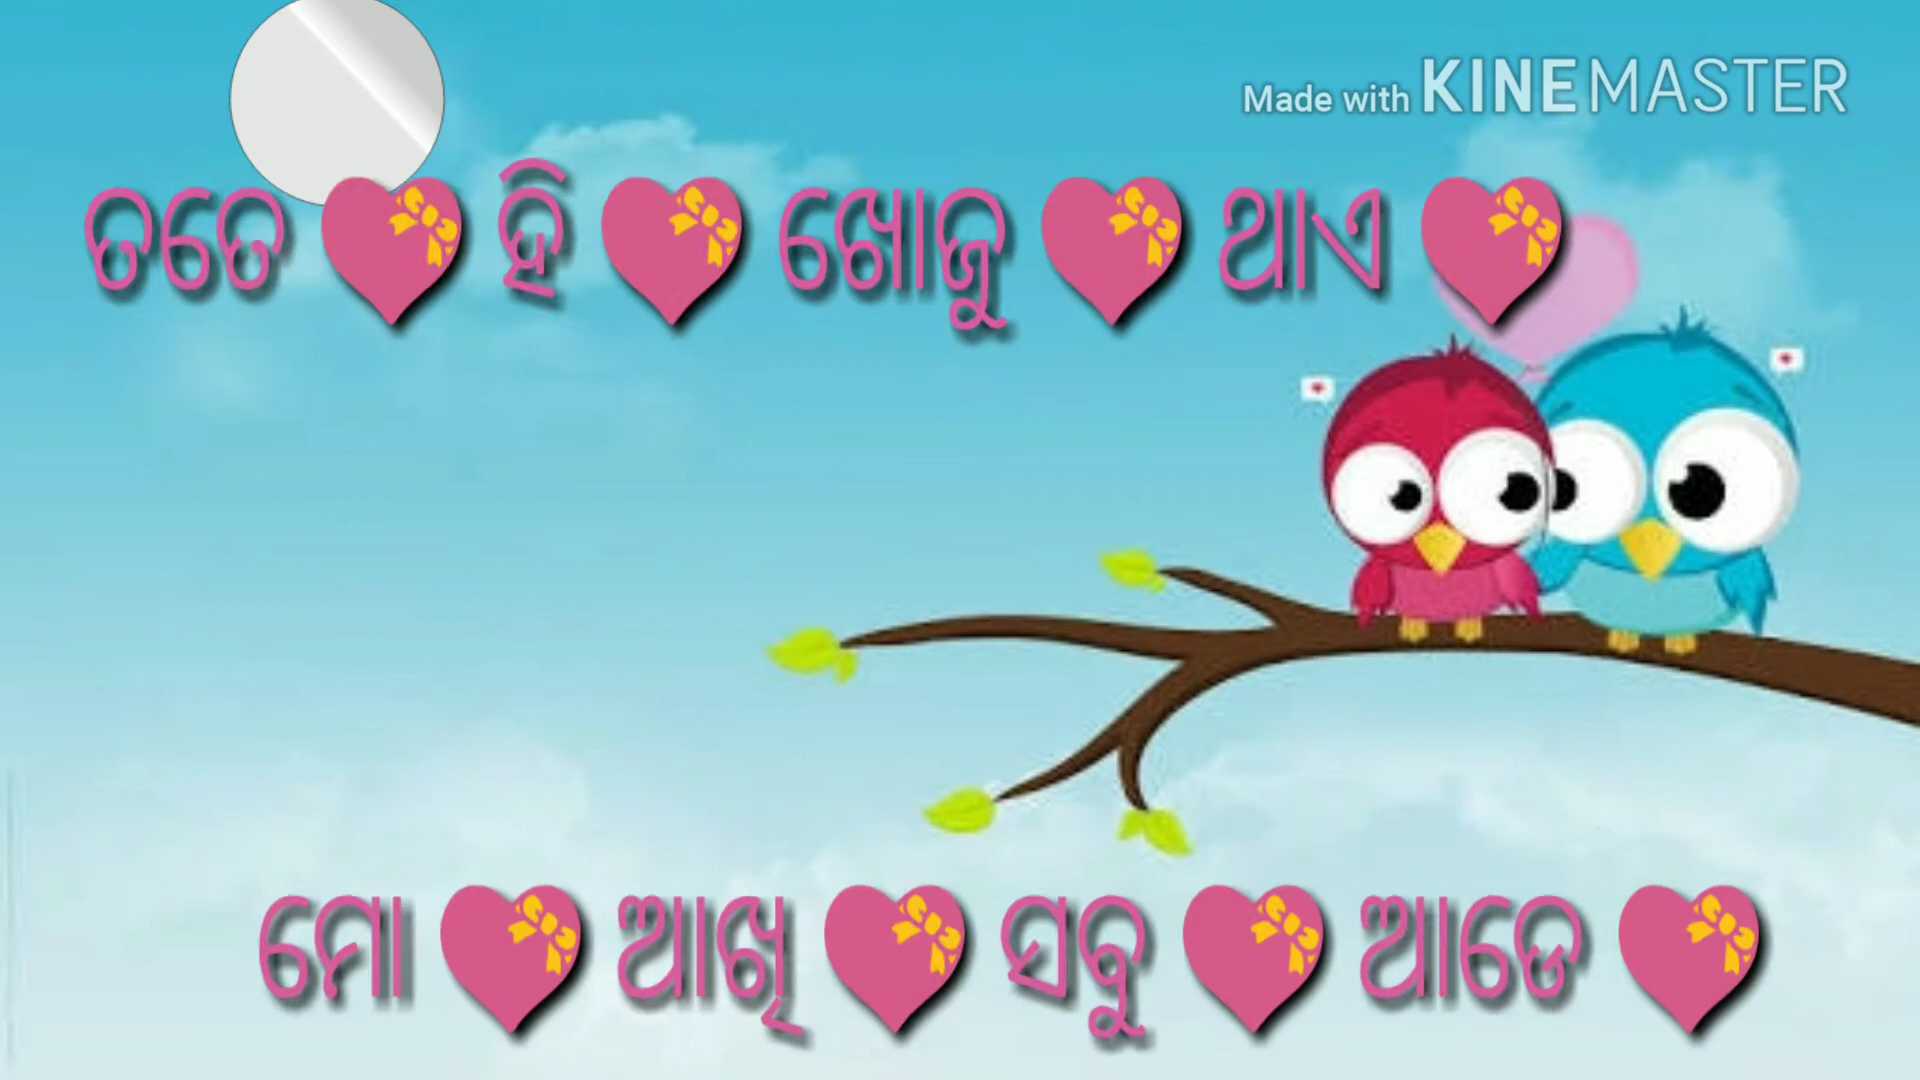 Made with KINEMASTER
ତତେ 💝 ହି 💝 ଖୋଜୁ 💝 ଥାଏ 💝
ମୋ 💝 ଆଖି 💝 ସବୁ 💝 ଆଡେ 💝